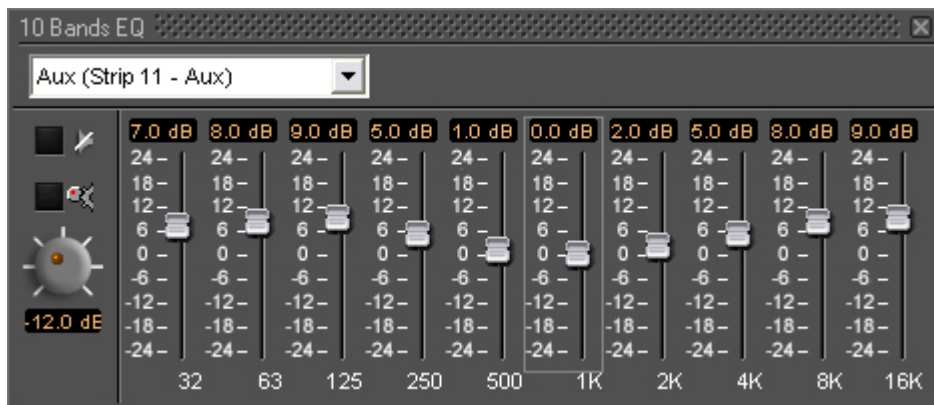 10 Bands EQ
Aux (Strip 11 - Aux)
7.0 dB 8.0 dB 9.0 dB 5.0 dB 1.0 dB 0.0 dB 2.0 dB 5.0 dB 8.0 dB 9.0 dB
24 24 24 24 24 24 24 24 24 24
18 18 18 18 18 18 18 18 18 18
12 12 12 12 12 12 12 12 12 12
6 6 6 6 6 6 6 6 6 6
0 0 0 0 0 0 0 0 0 0
-6 -6 -6 -6 -6 -6 -6 -6 -6 -6
-12 -12 -12 -12 -12 -12 -12 -12 -12 -12
-12.0 dB -18 -18 -18 -18 -18 -18 -18 -18 -18 -18
-24 -24 -24 -24 -24 -24 -24 -24 -24 -24
32 63 125 250 500 1K 2K 4K 8K 16K